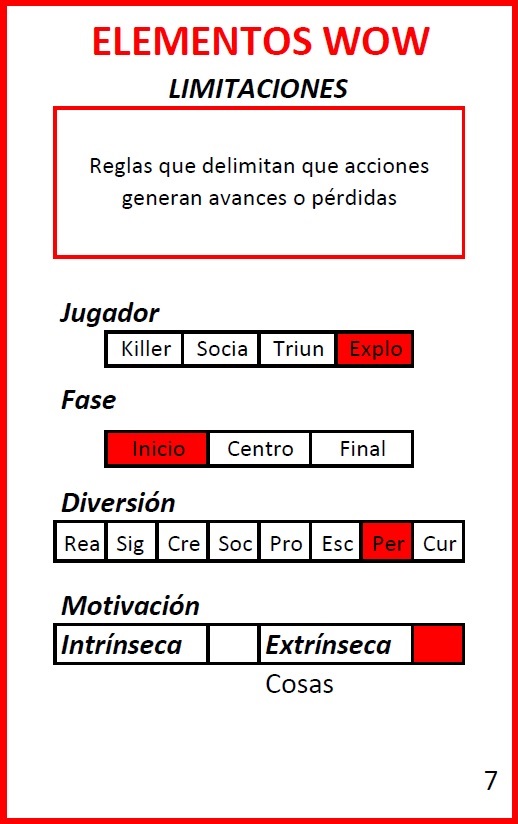 ELEMENTOS WOW
LIMITACIONES
Reglas que delimitan que acciones
generan avances o pérdidas
Jugador
Killer Socia Triun Explo
Fase
Inicio Centro Final
Diversión
Rea Sig Cre Soc Pro Esc Per Cur
Motivación
Intrínseca Extrínseca
Cosas
7